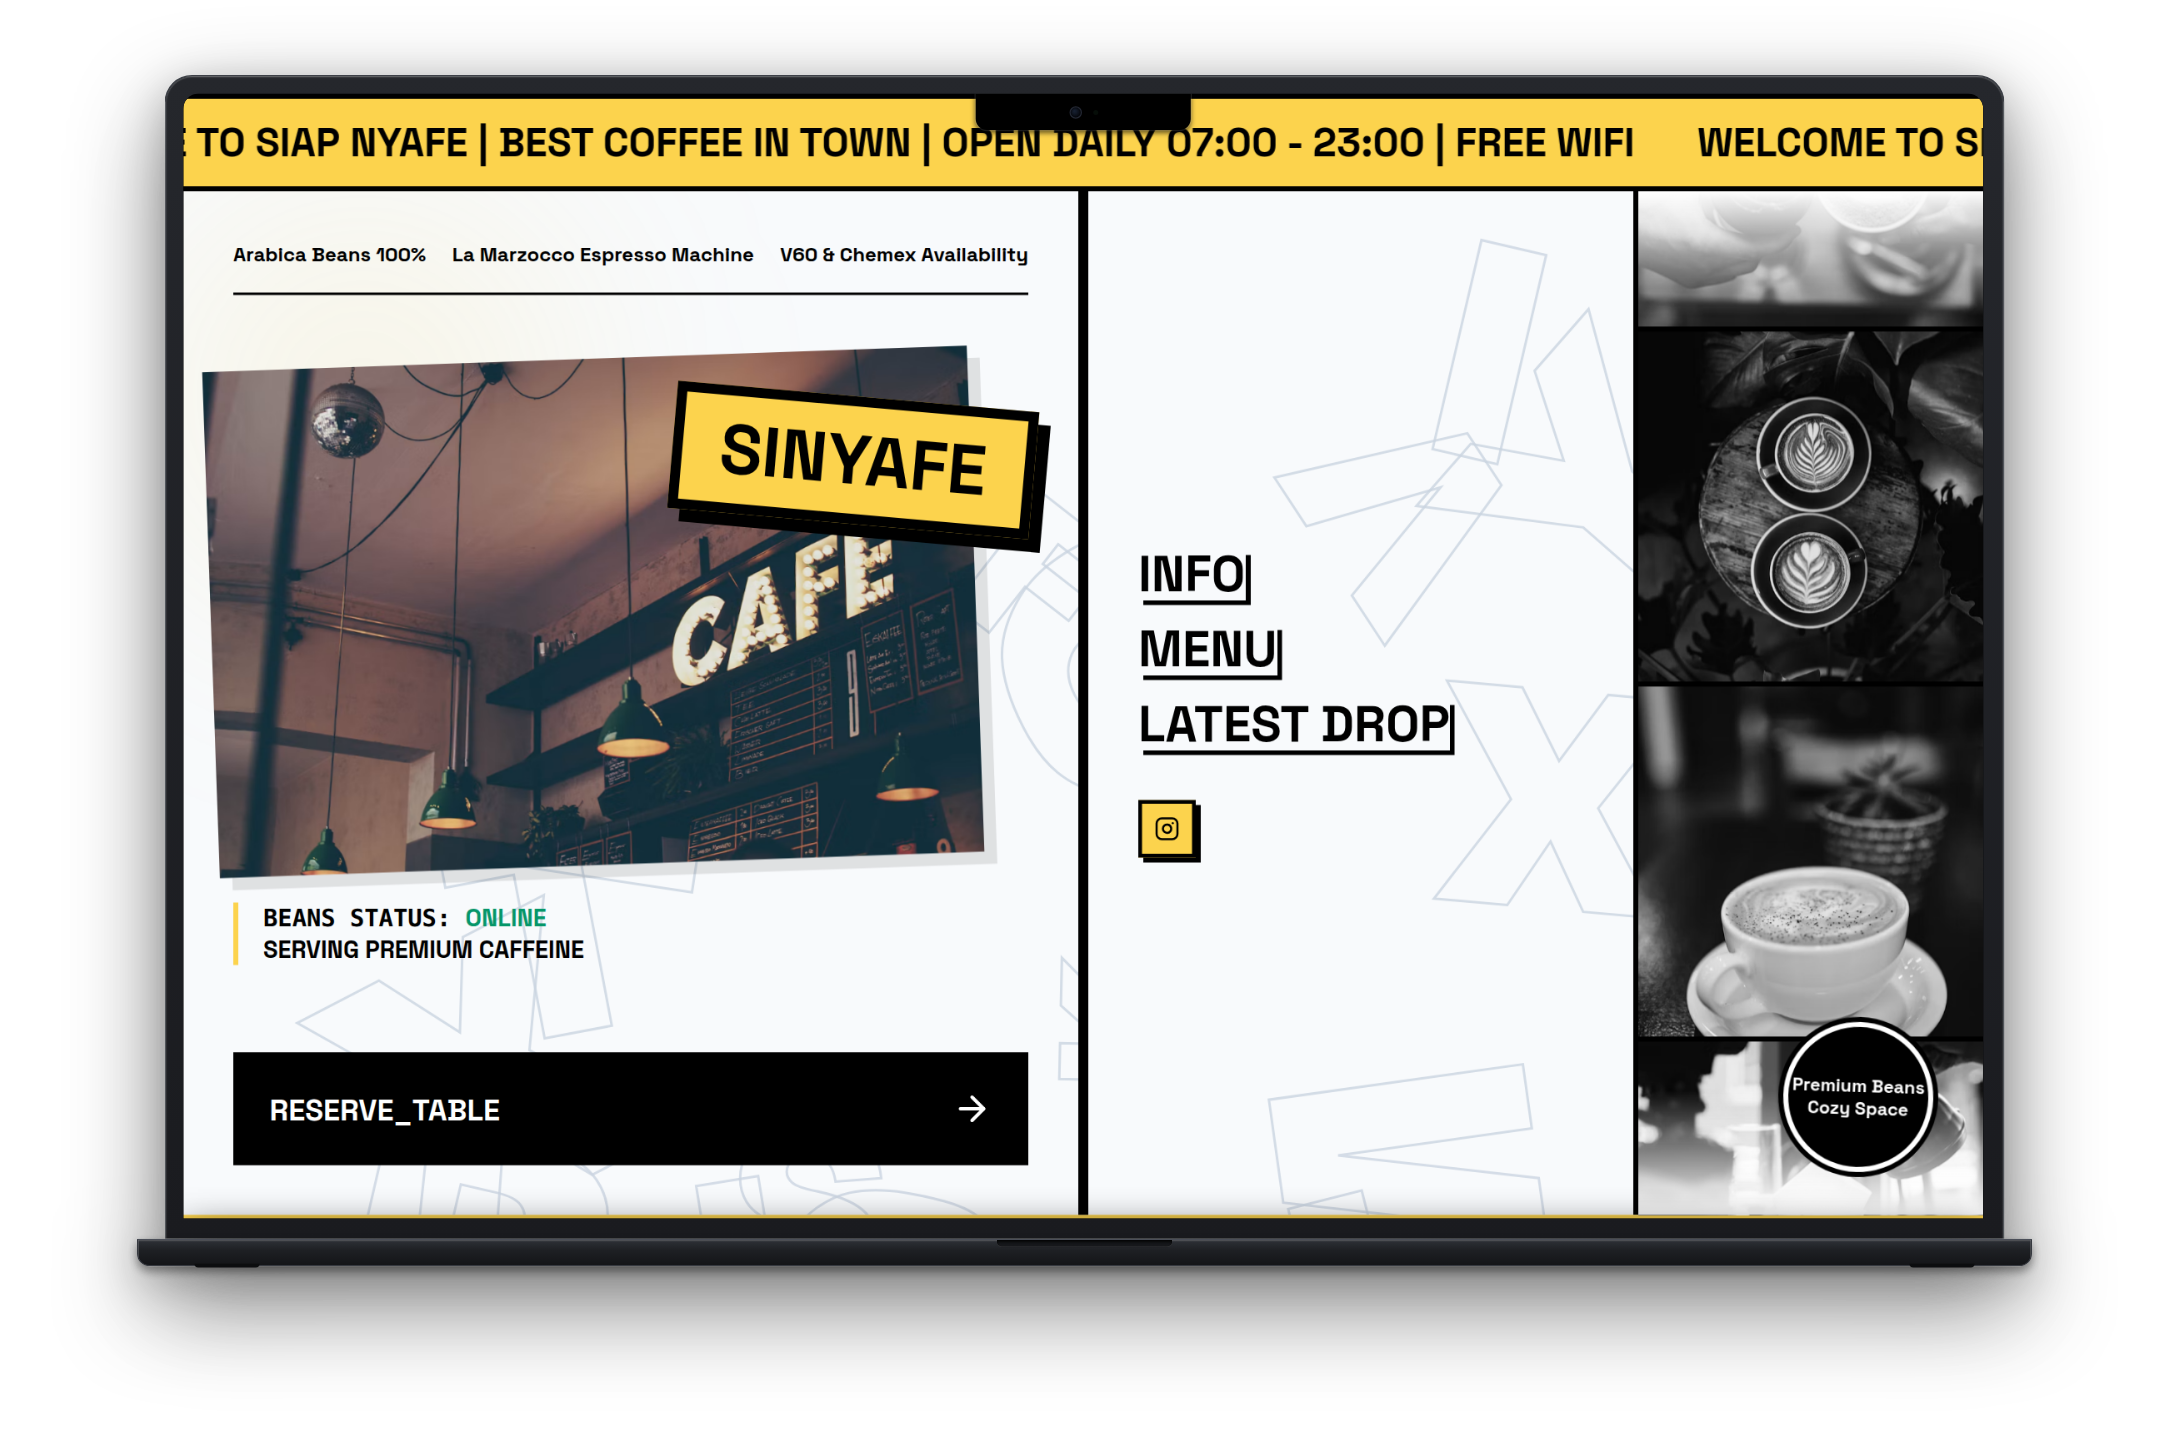 TO SIAP NYAFE | BEST COFFEE IN TOWN | OPEN DAILY 07:00 - 23:00 | FREE WIFI WELCOME TO
Arabica Beans 100% La Marzocco Espresso Machine V60 & Chemex Availability
SINYAFE
CAFE
BEANS STATUS: ONLINE
SERVING PREMIUM CAFFEINE
RESERVE_TABLE
INFO
MENU
LATEST DROP
Premium Beans
Cozy Space